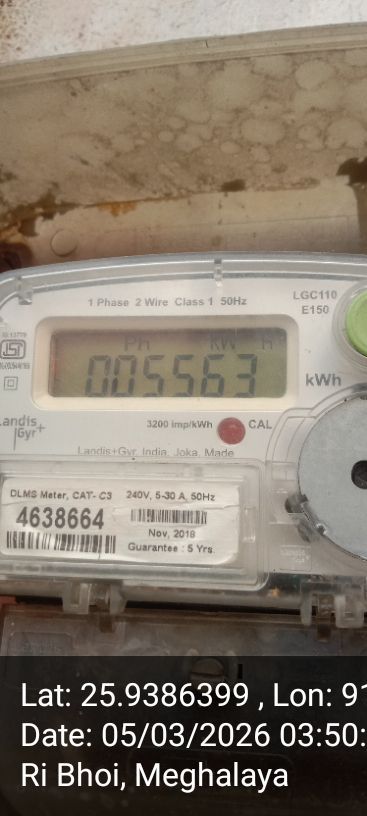 1 Phase 2 Wire Class 1 50Hz
LGC110
E150
Ph kW h
005563
kWh
Landis
Gyr+
3200 imp/kWh
CAL
Landis+Gyr, India, Joka, Made
DLMS Meter, CAT- C3
240V, 5-30 A, 50Hz
4638664
Nov, 2018
Guarantee : 5 Yrs.
Lat: 25.9386399 , Lon: 91
Date: 05/03/2026 03:50:
Ri Bhoi, Meghalaya